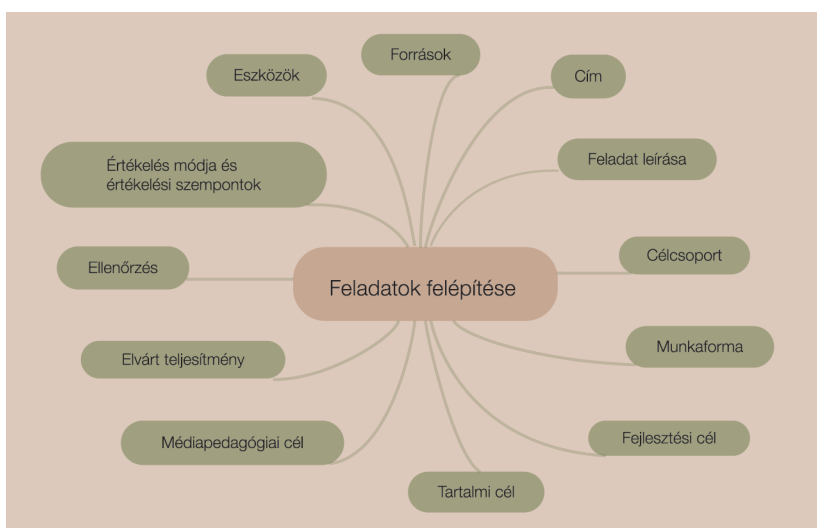 Források
Eszközök
Cím
Értékelés módja és
értékelési szempontok
Feladat leírása
Célcsoport
Ellenőrzés
Feladatok felépítése
Munkaforma
Elvárt teljesítmény
Fejlesztési cél
Médiapedagógiai cél
Tartalmi cél